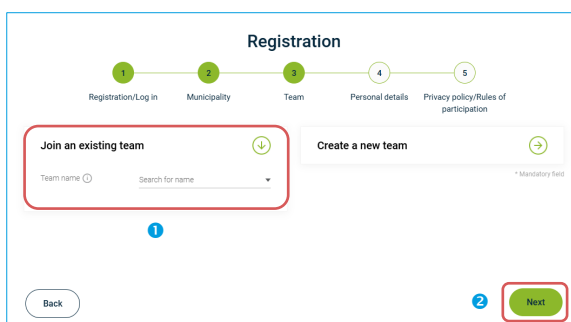 Registration
1 2 3 4 5
Registration/Log in Municipality Team Personal details Privacy policy/Rules of
participation
Join an existing team Create a new team
Team name Search for name * Mandatory field
1
Back 2 Next